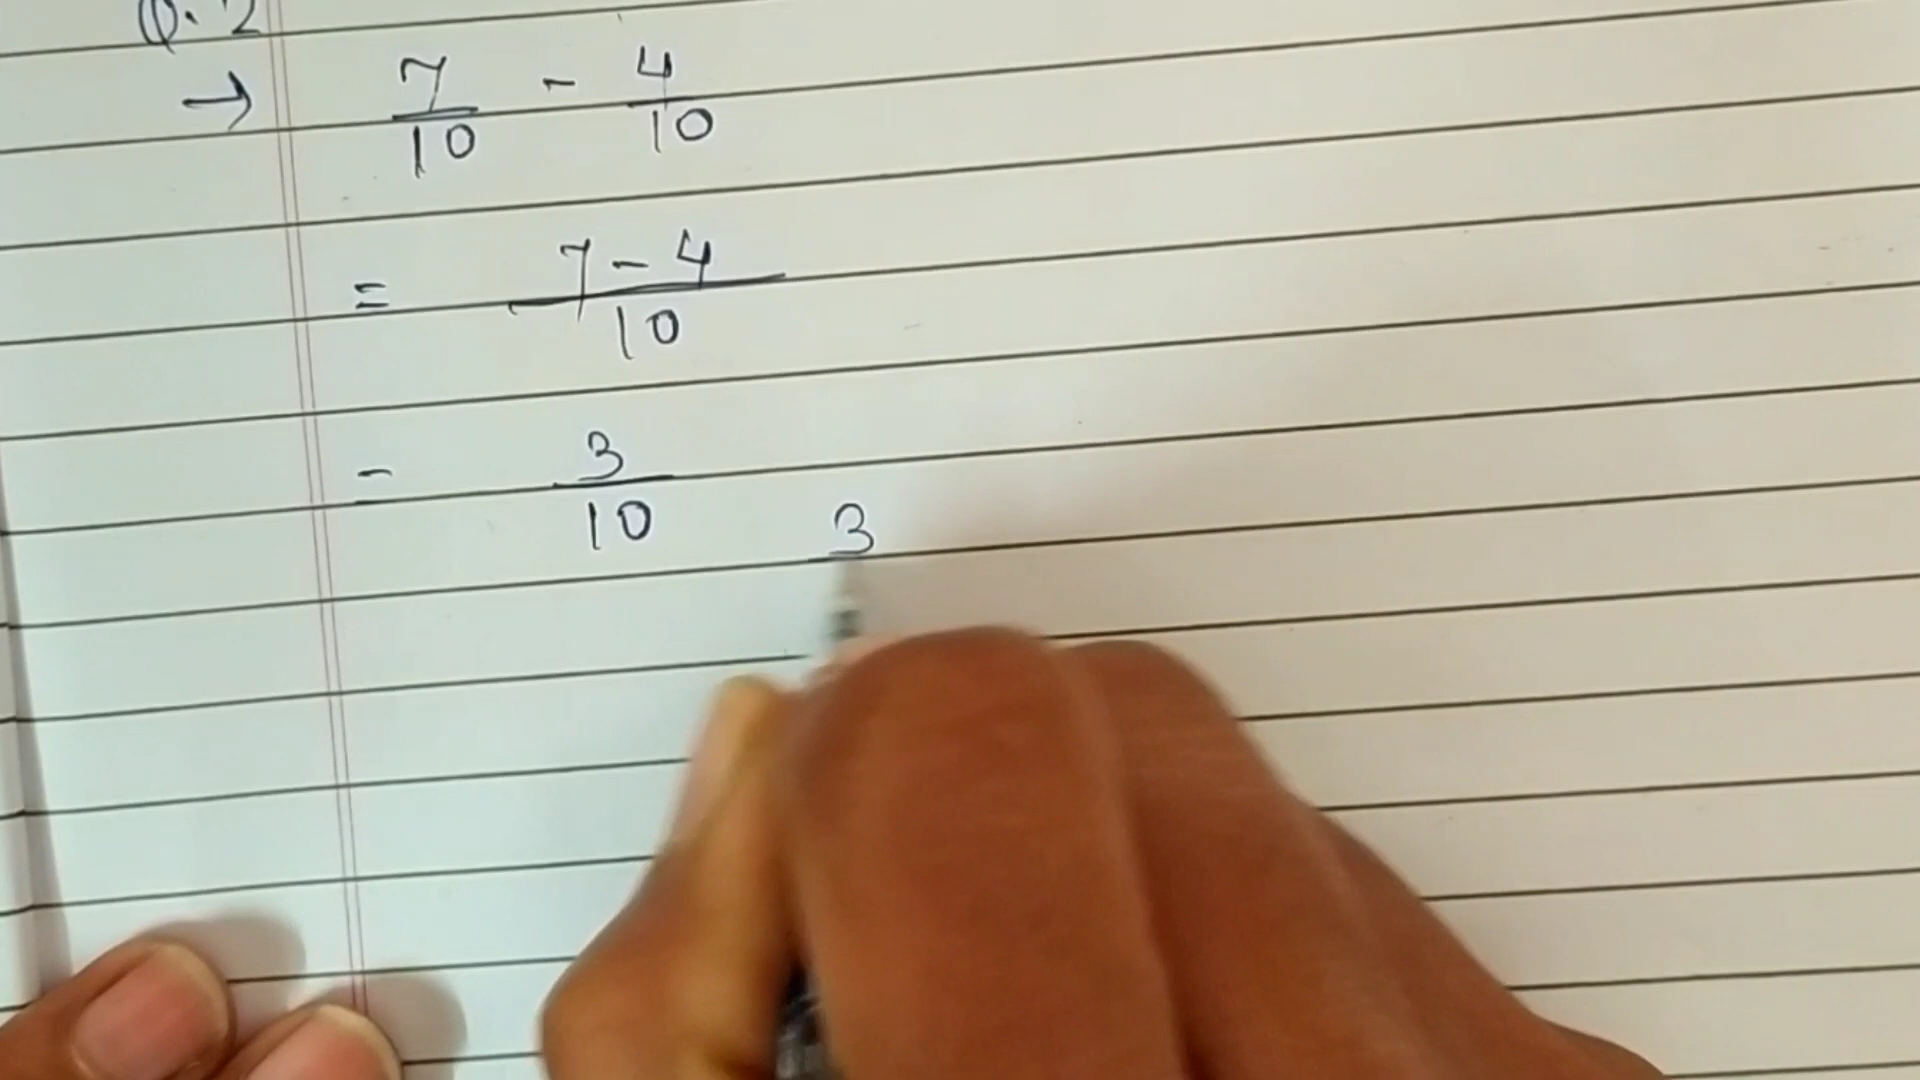 Q. 2
→ 7/10 - 4/10
= 7-4/10
= 3/10
3